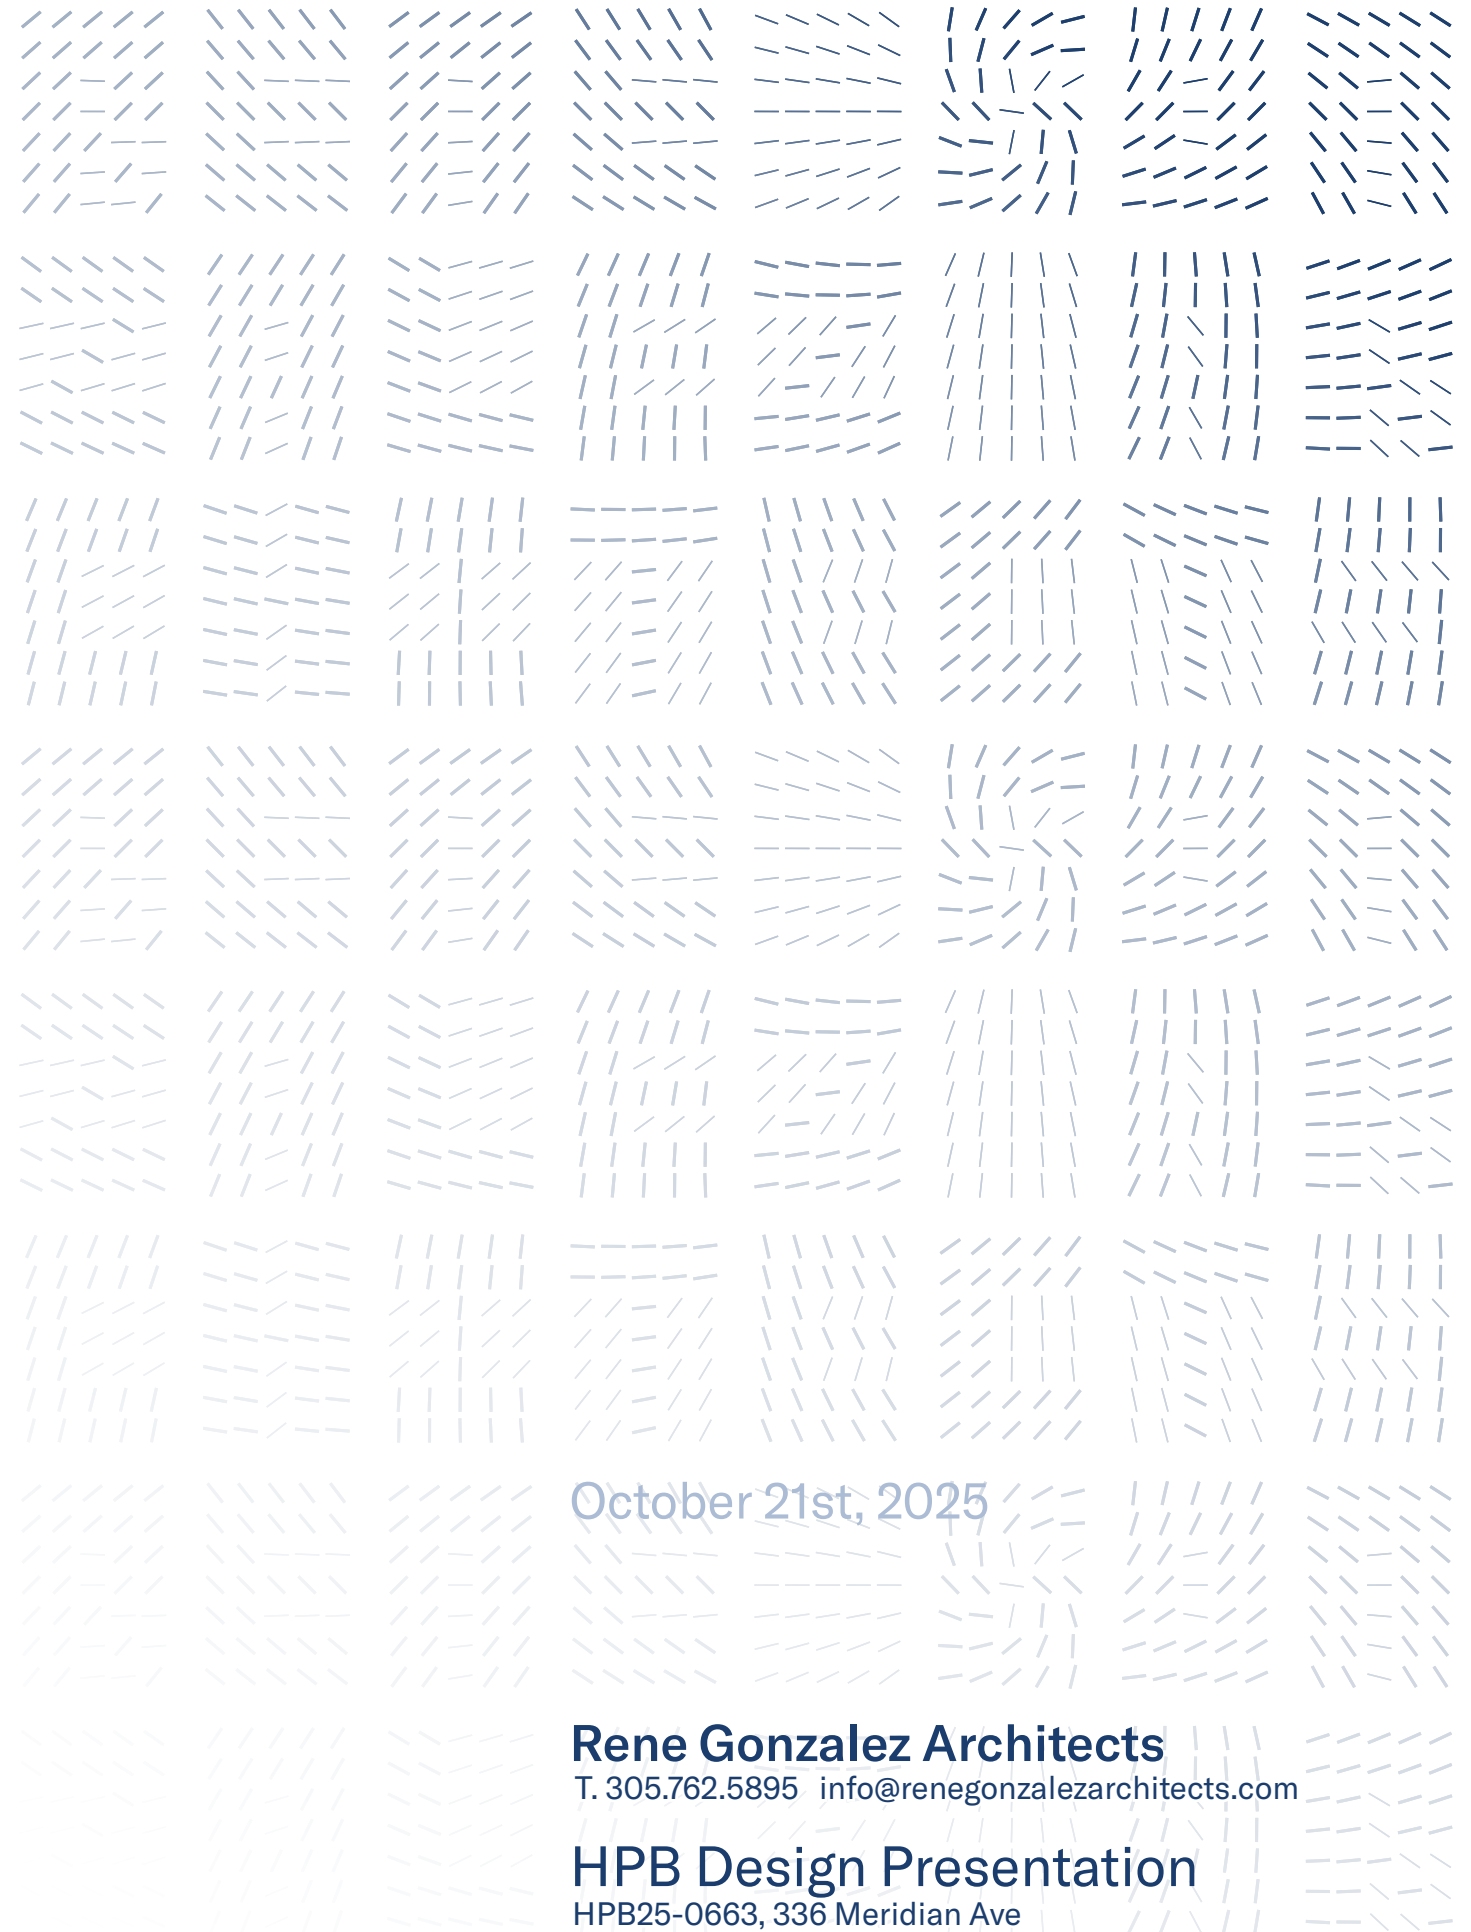 October 21st, 2025
Rene Gonzalez Architects
T. 305.762.5895 info@renegonzalezarchitects.com
HPB Design Presentation
HPB25-0663, 336 Meridian Ave